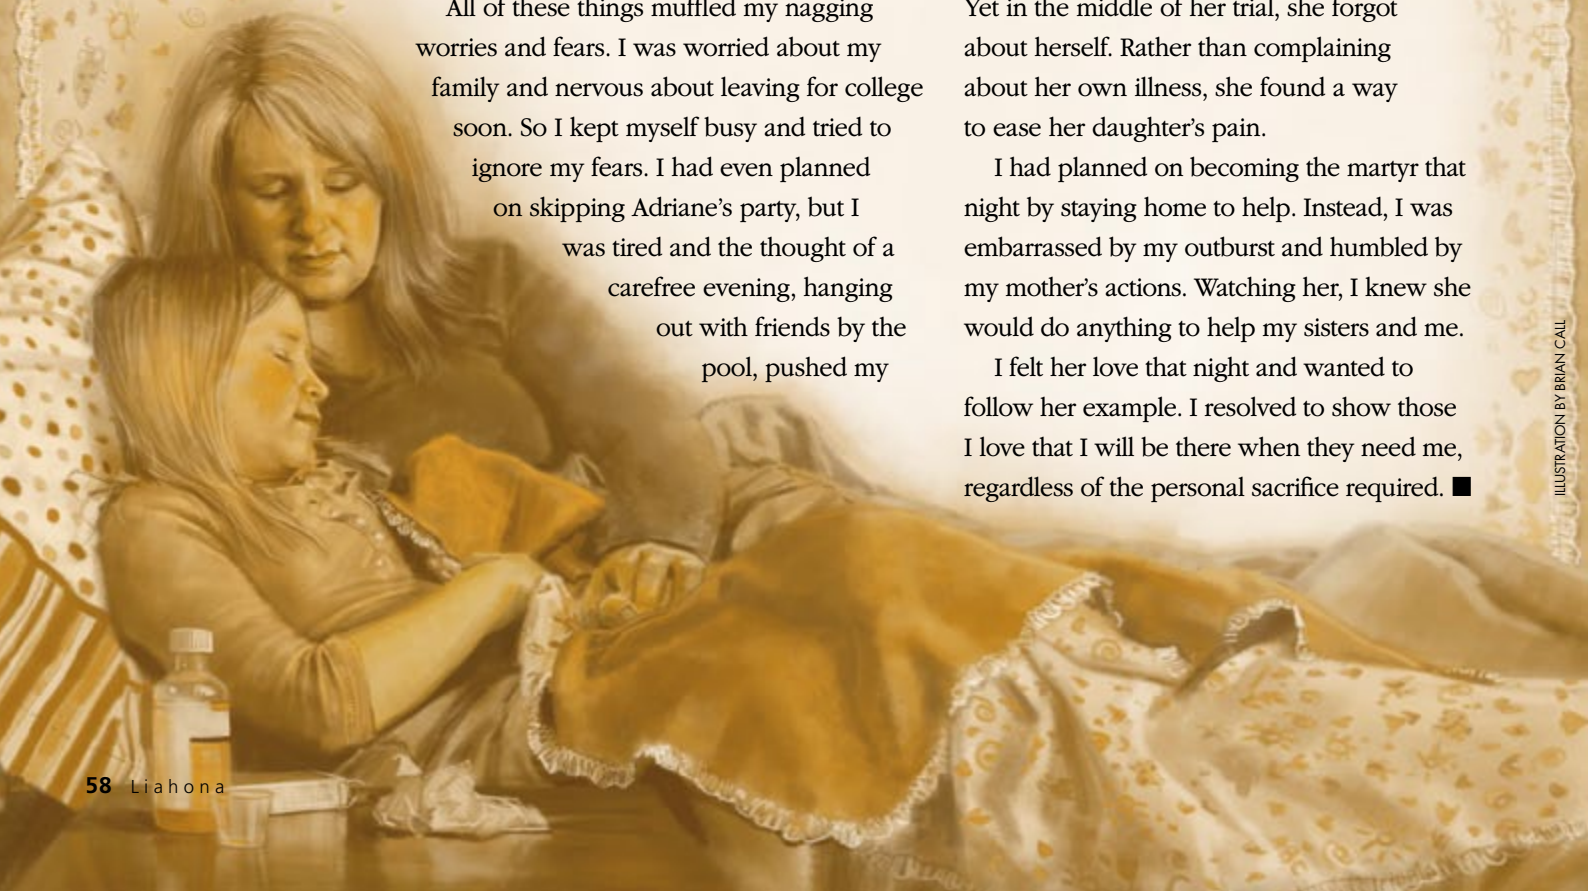 All of these things muffled my nagging
worries and fears. I was worried about my
family and nervous about leaving for college
soon. So I kept myself busy and tried to
ignore my fears. I had even planned
on skipping Adriane’s party, but I
was tired and the thought of a
carefree evening, hanging
out with friends by the
pool, pushed my
Yet in the middle of her trial, she forgot
about herself. Rather than complaining
about her own illness, she found a way
to ease her daughter’s pain.
I had planned on becoming the martyr that
night by staying home to help. Instead, I was
embarrassed by my outburst and humbled by
my mother’s actions. Watching her, I knew she
would do anything to help my sisters and me.
I felt her love that night and wanted to
follow her example. I resolved to show those
I love that I will be there when they need me,
regardless of the personal sacrifice required. ■
ILLUSTRATION BY BRIAN CALL
58 Liahona